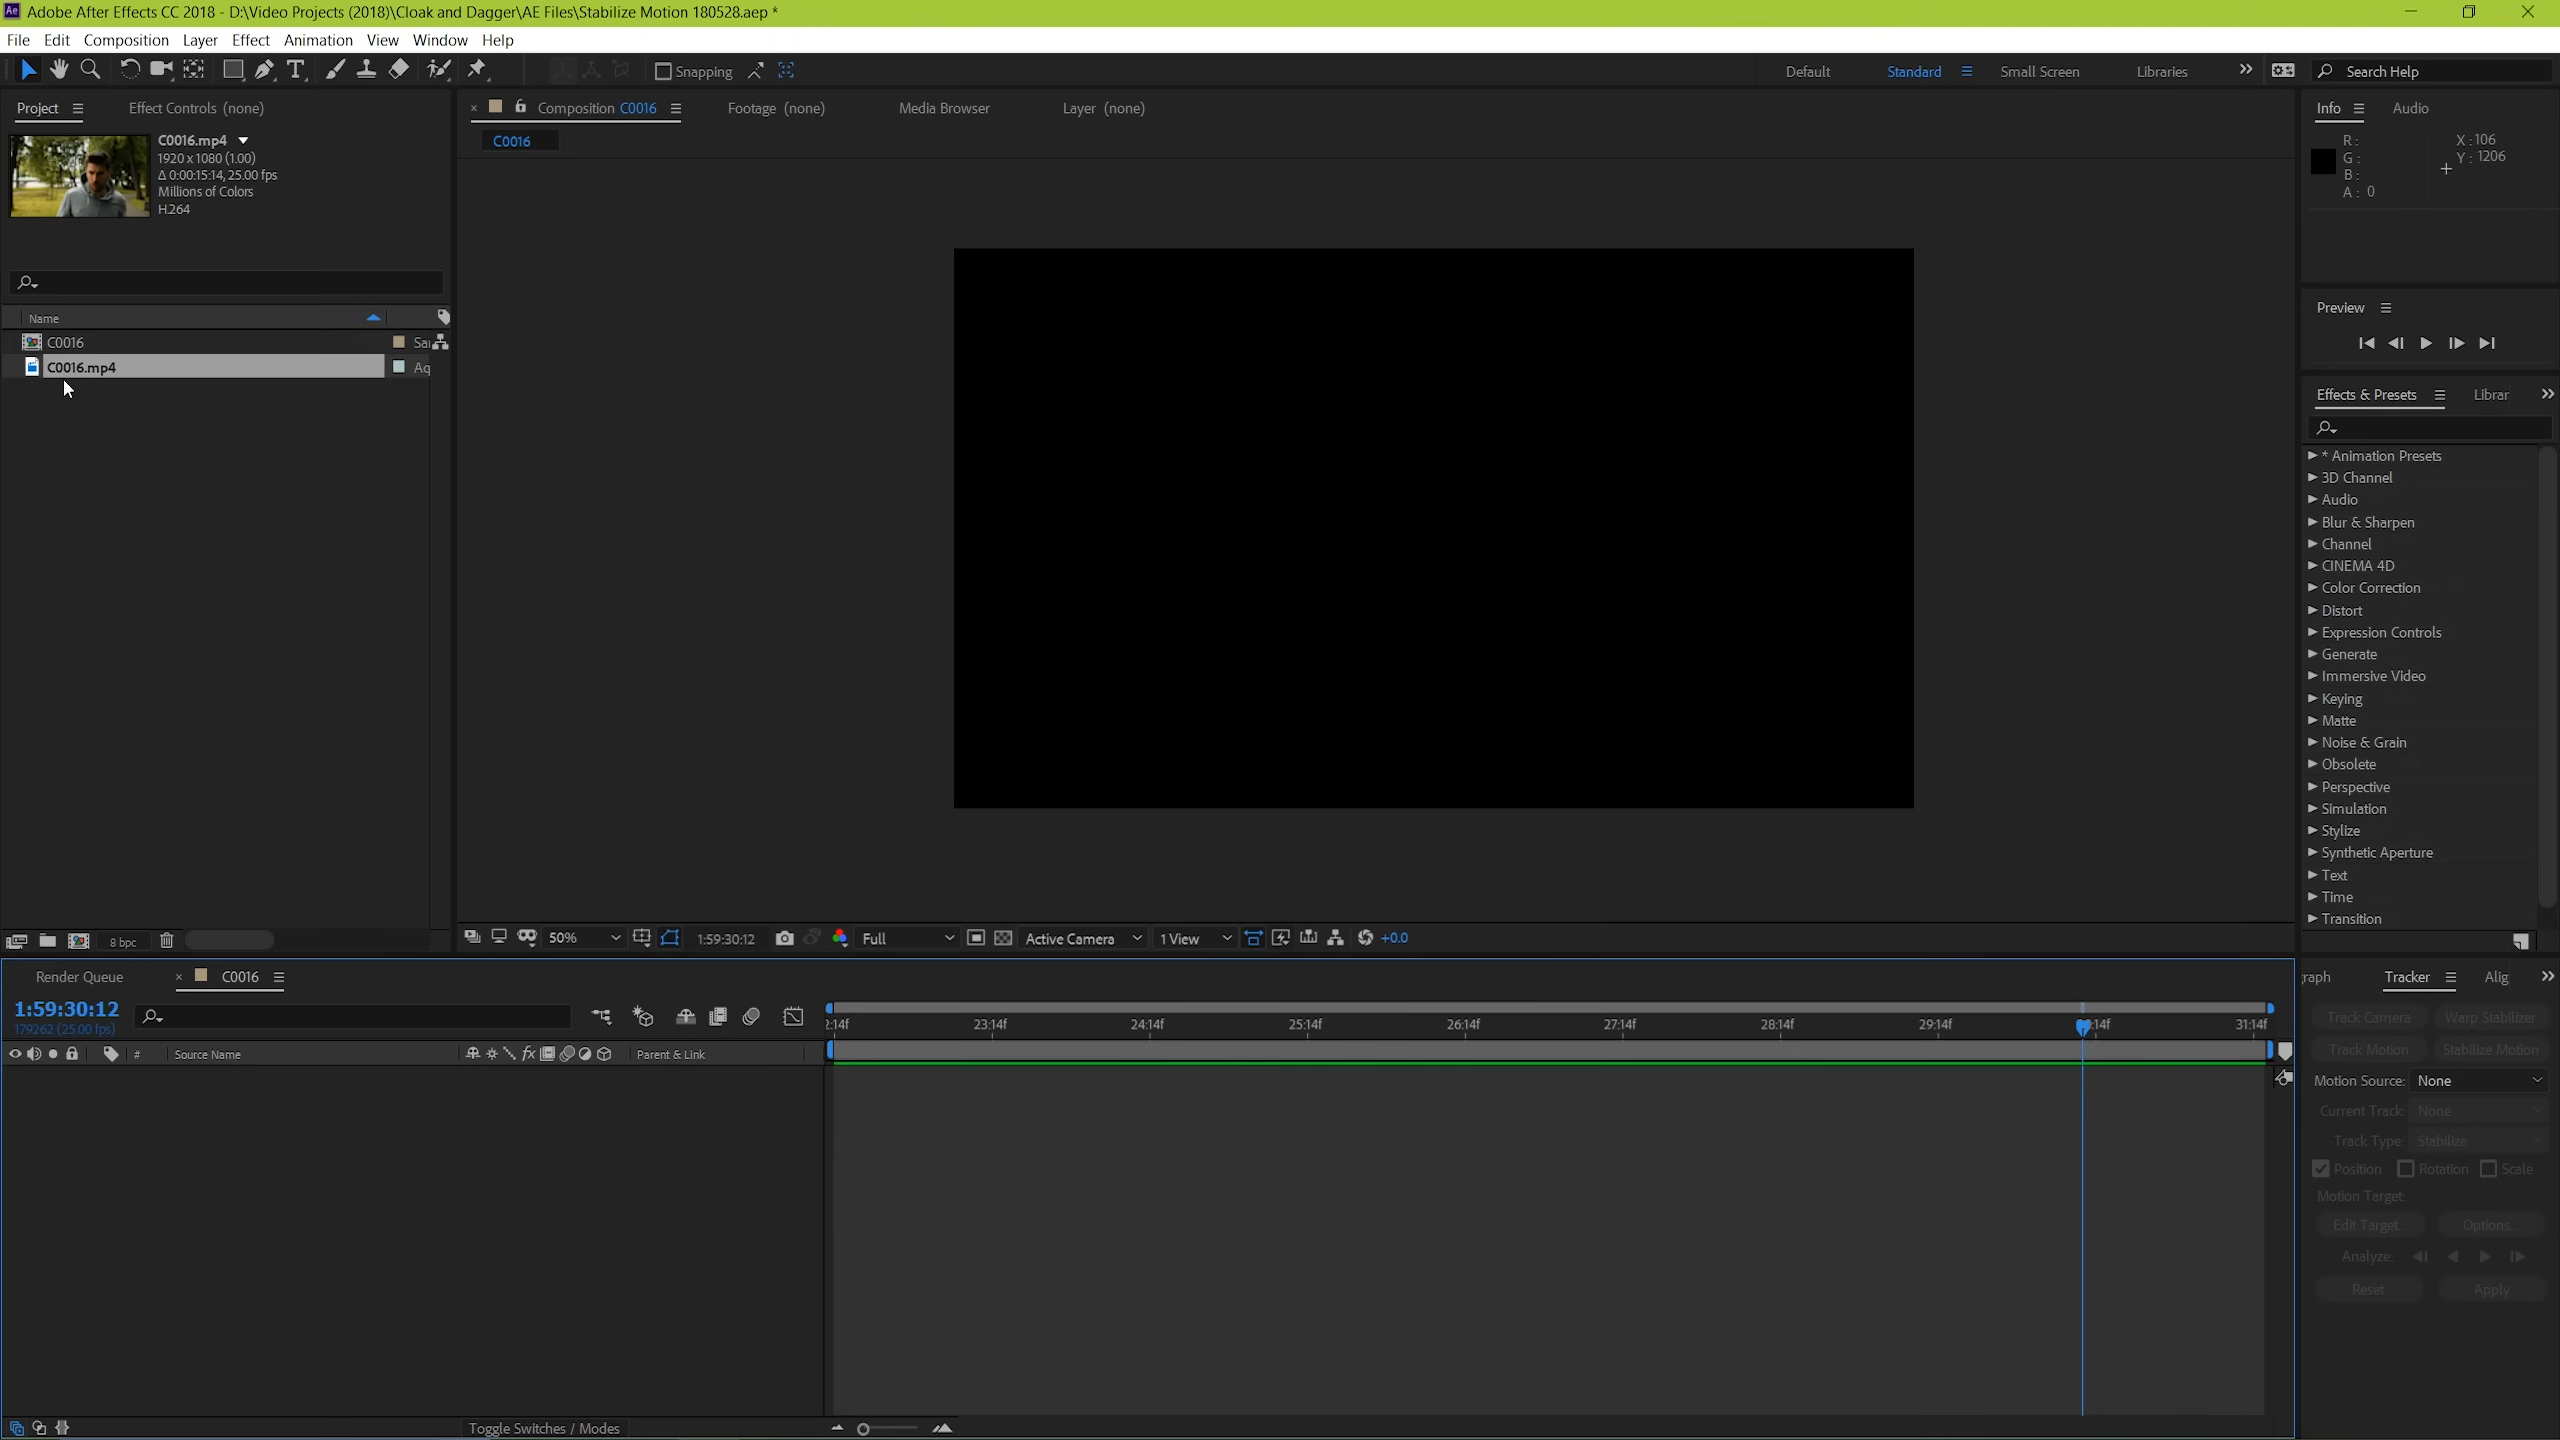 Adobe After Effects CC 2018 - D:\Video Projects (2018)\Cloak and Dagger\AE Files\Stabilize Motion 180528.aep *
File Edit Composition Layer Effect Animation View Window Help
Snapping
Default Standard Small Screen Libraries Search Help
Project Effect Controls (none)
C0016.mp4
1920 x 1080 (1.00)
Δ 0:00:15:14, 25.00 fps
Millions of Colors
H.264
Name
C0016
C0016.mp4 Aq
8 bpc
Composition C0016 Footage (none) Media Browser Layer (none)
C0016
50% 1:59:30:12 Full Active Camera 1 View +0.0
Info Audio
R: X: 106
G: Y: 1206
B:
A: 0
Preview
Effects & Presets Librar
* Animation Presets
3D Channel
Audio
Blur & Sharpen
Channel
CINEMA 4D
Color Correction
Distort
Expression Controls
Generate
Immersive Video
Keying
Matte
Noise & Grain
Obsolete
Perspective
Simulation
Stylize
Synthetic Aperture
Text
Time
Transition
Render Queue C0016
1:59:30:12
179262 (25.00 fps)
# Source Name fx Parent & Link
2:14f 23:14f 24:14f 25:14f 26:14f 27:14f 28:14f 29:14f :14f 31:14f
Toggle Switches / Modes
raph Tracker Alig
Track Camera Warp Stabilizer
Track Motion Stabilize Motion
Motion Source: None
Current Track: None
Track Type: Stabilize
Position Rotation Scale
Motion Target:
Edit Target... Options...
Analyze:
Reset Apply